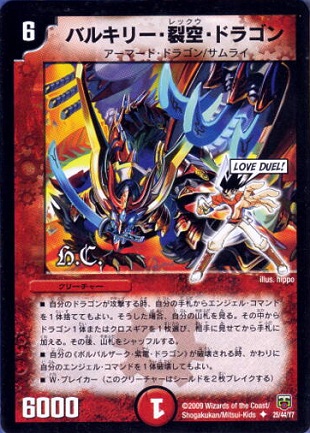 6
レックウ
バルキリー・裂空・ドラゴン
アーマード・ドラゴン/サムライ
LOVE DUEL!
H.C.
illus. hippo
クリーチャー
■ 自分のドラゴンが攻撃する時、自分の手札からエンジェル・コマンド
を1体捨ててもよい。そうした場合、自分の山札を見る。その中から
ドラゴン1体またはクロスギアを1枚選び、相手に見せてから手札に
加える。その後、山札をシャッフルする。
■ 自分の《ボルバルザーク・紫電・ドラゴン》が破壊される時、かわりに
自分のエンジェル・コマンドを1体破壊してもよい。
■ W・ブレイカー(このクリーチャーはシールドを2枚ブレイクする)
6000
1
©2009 Wizards of the Coast/
Shogakukan/Mitsui-Kids
29/44/Y7